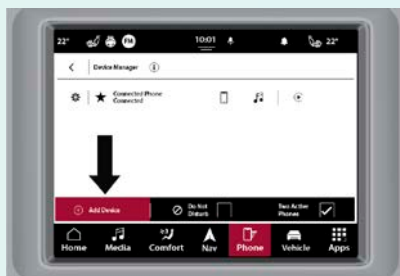 22° FM 10:01 22°
Device Manager
Connected Phone
Connected
Add Device Do Not Disturb Two Active Phones
Home Media Comfort Nav Phone Vehicle Apps